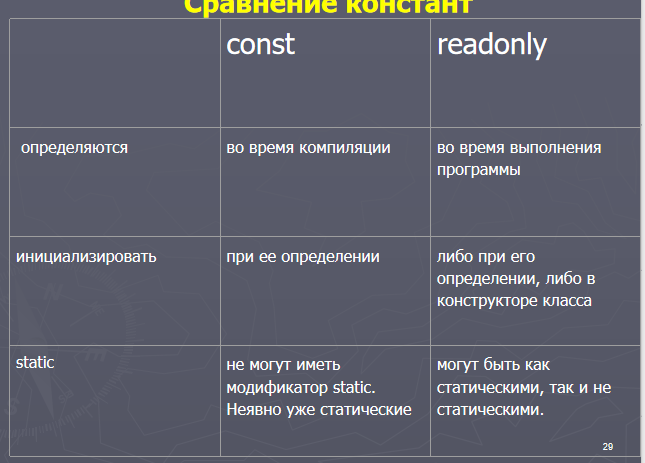 Сравнение констант
const
readonly
определяются
во время компиляции
во время выполнения
программы
инициализировать
при ее определении
либо при его
определении, либо в
конструкторе класса
static
не могут иметь
модификатор static.
Неявно уже статические
могут быть как
статическими, так и не
статическими.
29